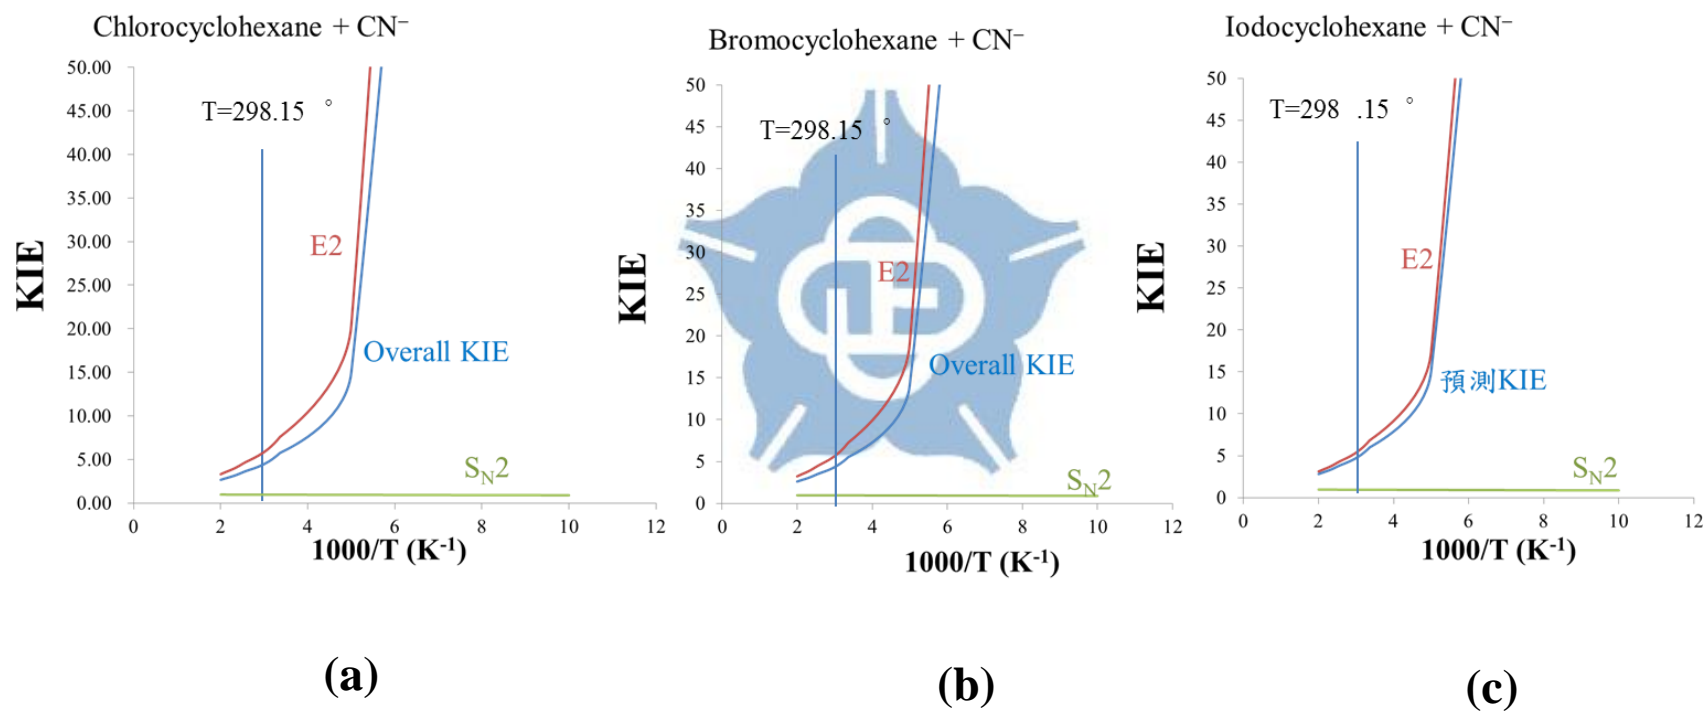 Chlorocyclohexane + CN⁻
50.00
45.00
40.00
35.00
30.00
25.00
20.00
15.00
10.00
5.00
0.00
KIE
T=298.15 °
E2
Overall KIE
S_N2
0 2 4 6 8 10 12
1000/T (K⁻¹)
(a)
Bromocyclohexane + CN⁻
50
45
40
35
30
25
20
15
10
5
0
KIE
T=298.15 °
E2
Overall KIE
S_N2
0 2 4 6 8 10 12
1000/T (K⁻¹)
(b)
Iodocyclohexane + CN⁻
50
45
40
35
30
25
20
15
10
5
0
KIE
T=298 .15 °
E2
預測KIE
S_N2
0 2 4 6 8 10 12
1000/T (K⁻¹)
(c)